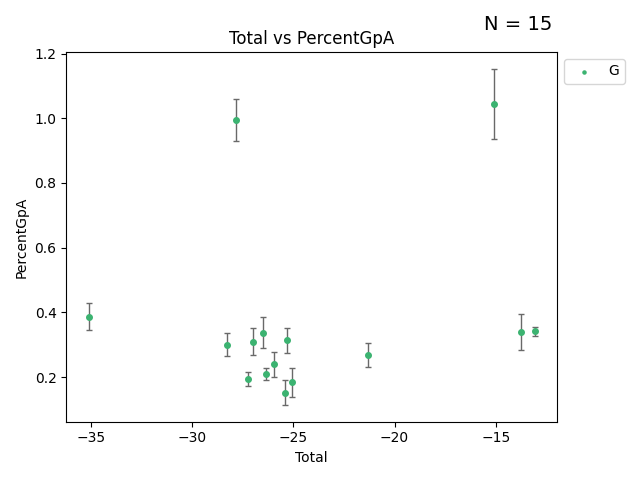 N = 15
Total vs PercentGpA
G
PercentGpA
1.2
1.0
0.8
0.6
0.4
0.2
−35 −30 −25 −20 −15
Total